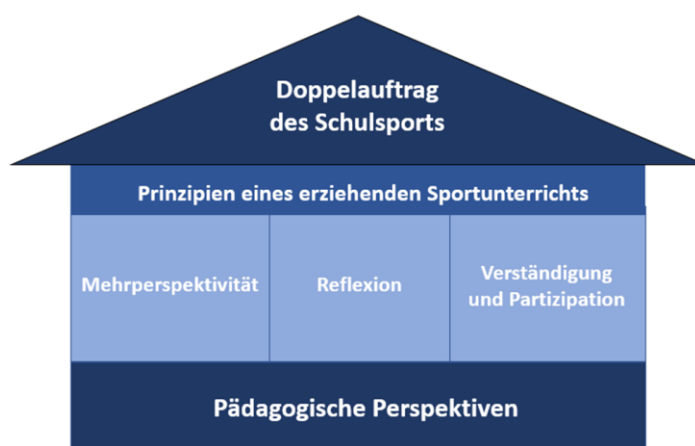 Doppelauftrag
des Schulsports
Prinzipien eines erziehenden Sportunterrichts
Mehrperspektivität
Reflexion
Verständigung
und Partizipation
Pädagogische Perspektiven